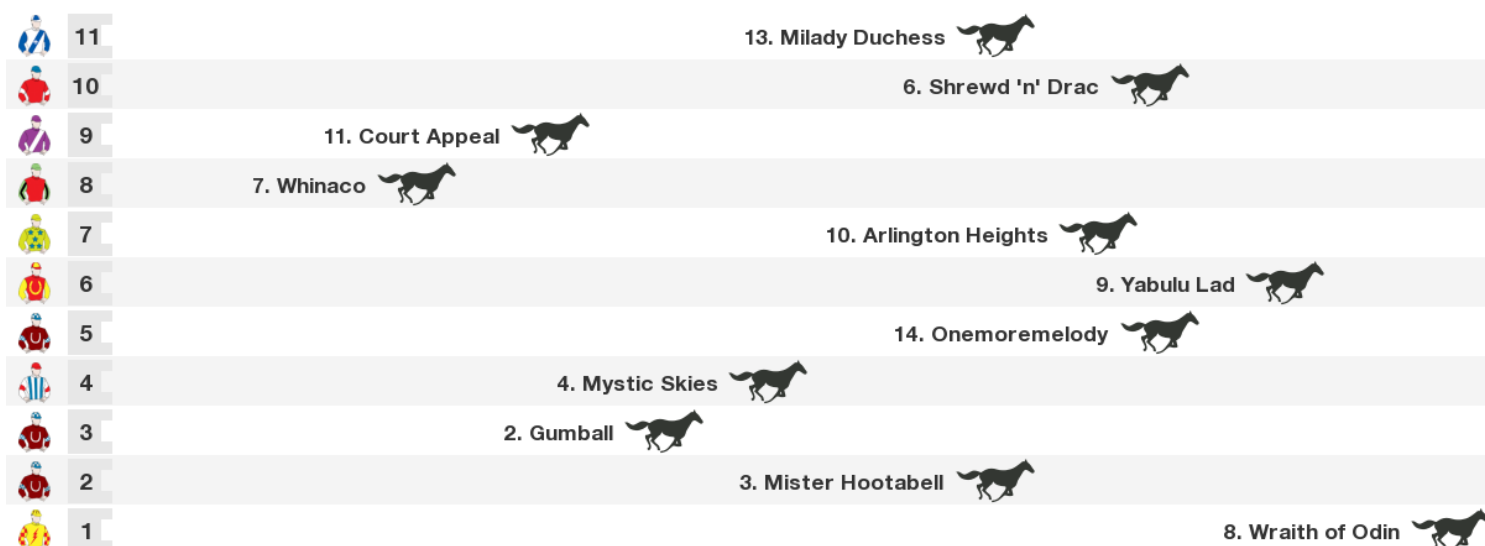 11 13. Milady Duchess
10 6. Shrewd 'n' Drac
9 11. Court Appeal
8 7. Whinaco
7 10. Arlington Heights
6 9. Yabulu Lad
5 14. Onemoremelody
4 4. Mystic Skies
3 2. Gumball
2 3. Mister Hootabell
1 8. Wraith of Odin